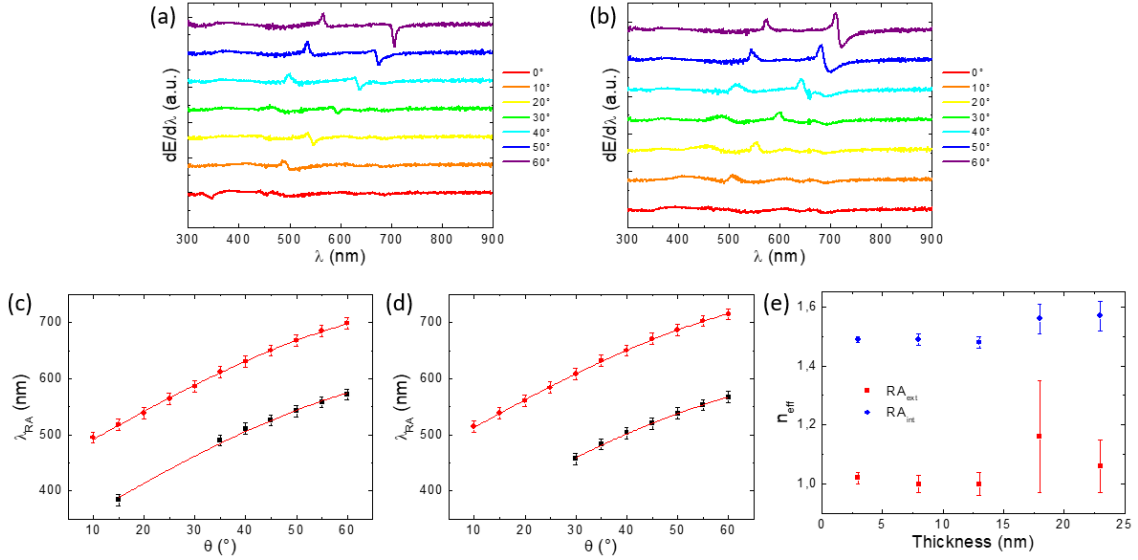 (a)
dE/dλ (a.u.)
0°
10°
20°
30°
40°
50°
60°
300 400 500 600 700 800 900
λ (nm)
(b)
dE/dλ (a.u.)
0°
10°
20°
30°
40°
50°
60°
300 400 500 600 700 800 900
λ (nm)
(c)
λRA (nm)
700
600
500
400
10 20 30 40 50 60
θ (°)
(d)
λRA (nm)
700
600
500
400
10 20 30 40 50 60
θ (°)
(e)
neff
1,6
1,4
1,2
1,0
RAext
RAint
0 5 10 15 20 25
Thickness (nm)